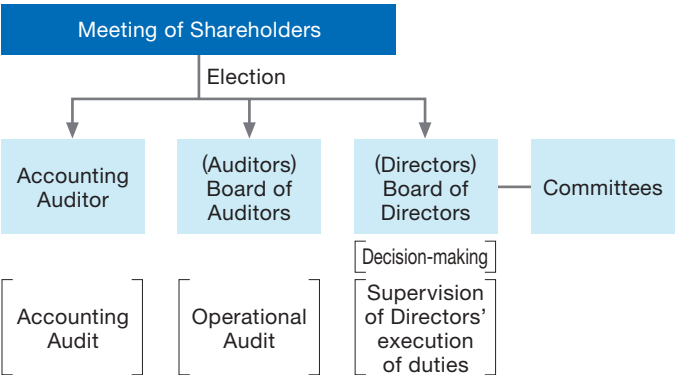 Meeting of Shareholders
Election
Accounting
Auditor
(Auditors)
Board of
Auditors
(Directors)
Board of
Directors
Committees
[Decision-making]
[Accounting
Audit]
[Operational
Audit]
[Supervision
of Directors’
execution
of duties]